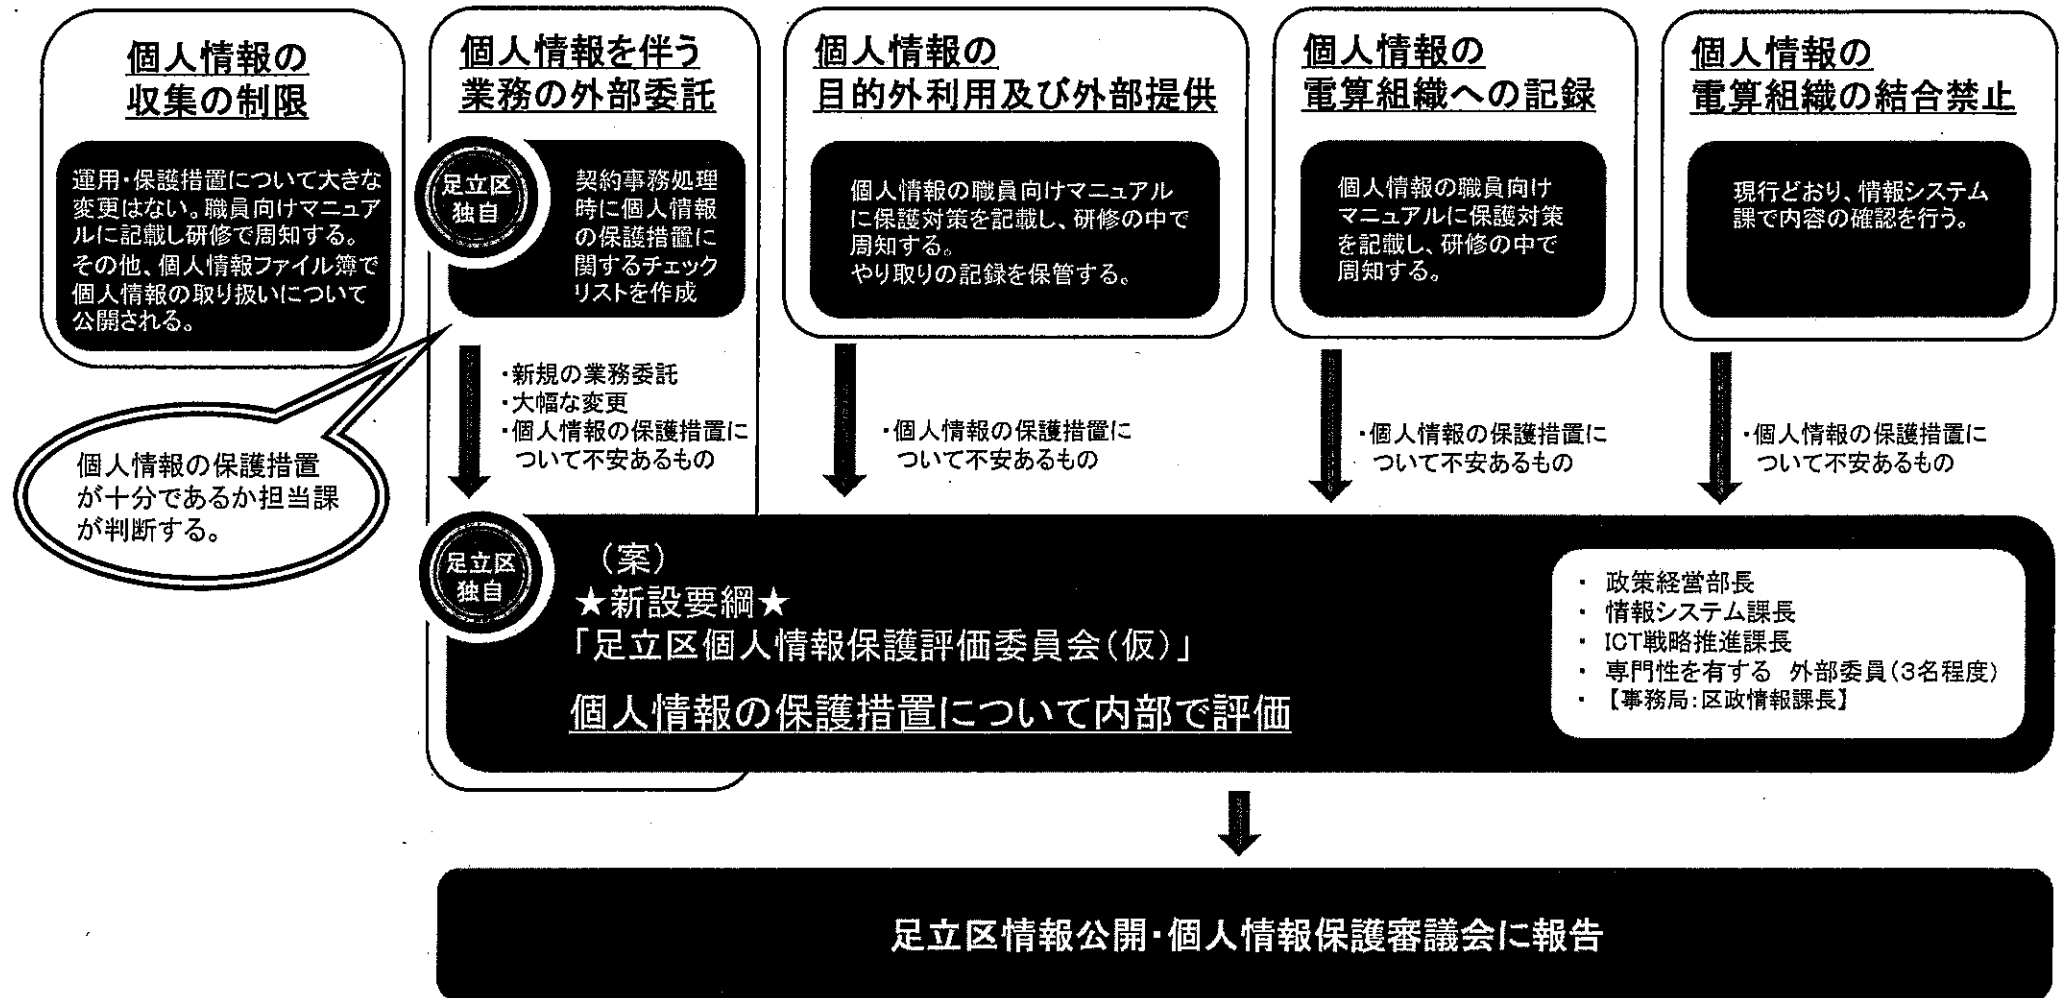 個人情報の
収集の制限
運用・保護措置について大きな
変更はない。職員向けマニュア
ルに記載し研修で周知する。
その他、個人情報ファイル簿で
個人情報の取り扱いについて
公開される。
個人情報を伴う
業務の外部委託
足立区
独自
契約事務処理
時に個人情報
の保護措置に
関するチェック
リストを作成
個人情報の
目的外利用及び外部提供
個人情報の職員向けマニュアル
に保護対策を記載し、研修の中で
周知する。
やり取りの記録を保管する。
個人情報の
電算組織への記録
個人情報の職員向け
マニュアルに保護対策
を記載し、研修の中で
周知する。
個人情報の
電算組織の結合禁止
現行どおり、情報システム
課で内容の確認を行う。
個人情報の保護措置
が十分であるか担当課
が判断する。
・新規の業務委託
・大幅な変更
・個人情報の保護措置に
ついて不安あるもの
・個人情報の保護措置に
ついて不安あるもの
・個人情報の保護措置に
ついて不安あるもの
・個人情報の保護措置に
ついて不安あるもの
足立区
独自
（案）
★新設要綱★
「足立区個人情報保護評価委員会（仮）」
個人情報の保護措置について内部で評価
・ 政策経営部長
・ 情報システム課長
・ ICT戦略推進課長
・ 専門性を有する 外部委員（3名程度）
・ 【事務局：区政情報課長】
足立区情報公開・個人情報保護審議会に報告